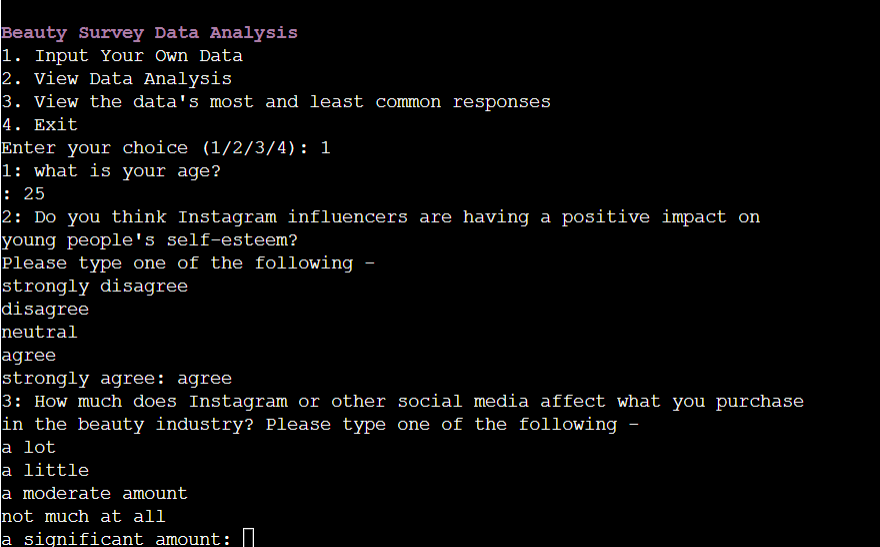 Beauty Survey Data Analysis
1. Input Your Own Data
2. View Data Analysis
3. View the data's most and least common responses
4. Exit
Enter your choice (1/2/3/4): 1
1: what is your age?
: 25
2: Do you think Instagram influencers are having a positive impact on
young people's self-esteem?
Please type one of the following -
strongly disagree
disagree
neutral
agree
strongly agree: agree
3: How much does Instagram or other social media affect what you purchase
in the beauty industry? Please type one of the following -
a lot
a little
a moderate amount
not much at all
a significant amount: